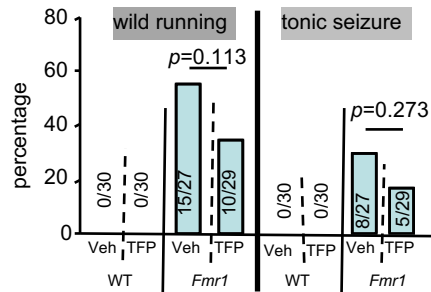 wild running
tonic seizure
percentage
80
60
40
20
0
p=0.113
p=0.273
0/30
0/30
15/27
10/29
0/30
0/30
8/27
5/29
Veh TFP Veh TFP Veh TFP Veh TFP
WT Fmr1 WT Fmr1